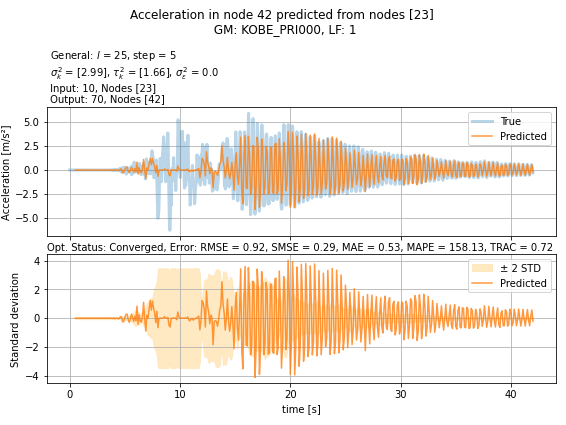 Acceleration in node 42 predicted from nodes [23]
GM: KOBE_PRI000, LF: 1
General: l = 25, step = 5
σ²ₖ = [2.99], τ²ₖ = [1.66], σ²ε = 0.0
Input: 10, Nodes [23]
Output: 70, Nodes [42]
Acceleration [m/s²]
5.0
2.5
0.0
−2.5
−5.0
True
Predicted
Opt. Status: Converged, Error: RMSE = 0.92, SMSE = 0.29, MAE = 0.53, MAPE = 158.13, TRAC = 0.72
Standard deviation
4
2
0
−2
−4
± 2 STD
Predicted
0 10 20 30 40
time [s]